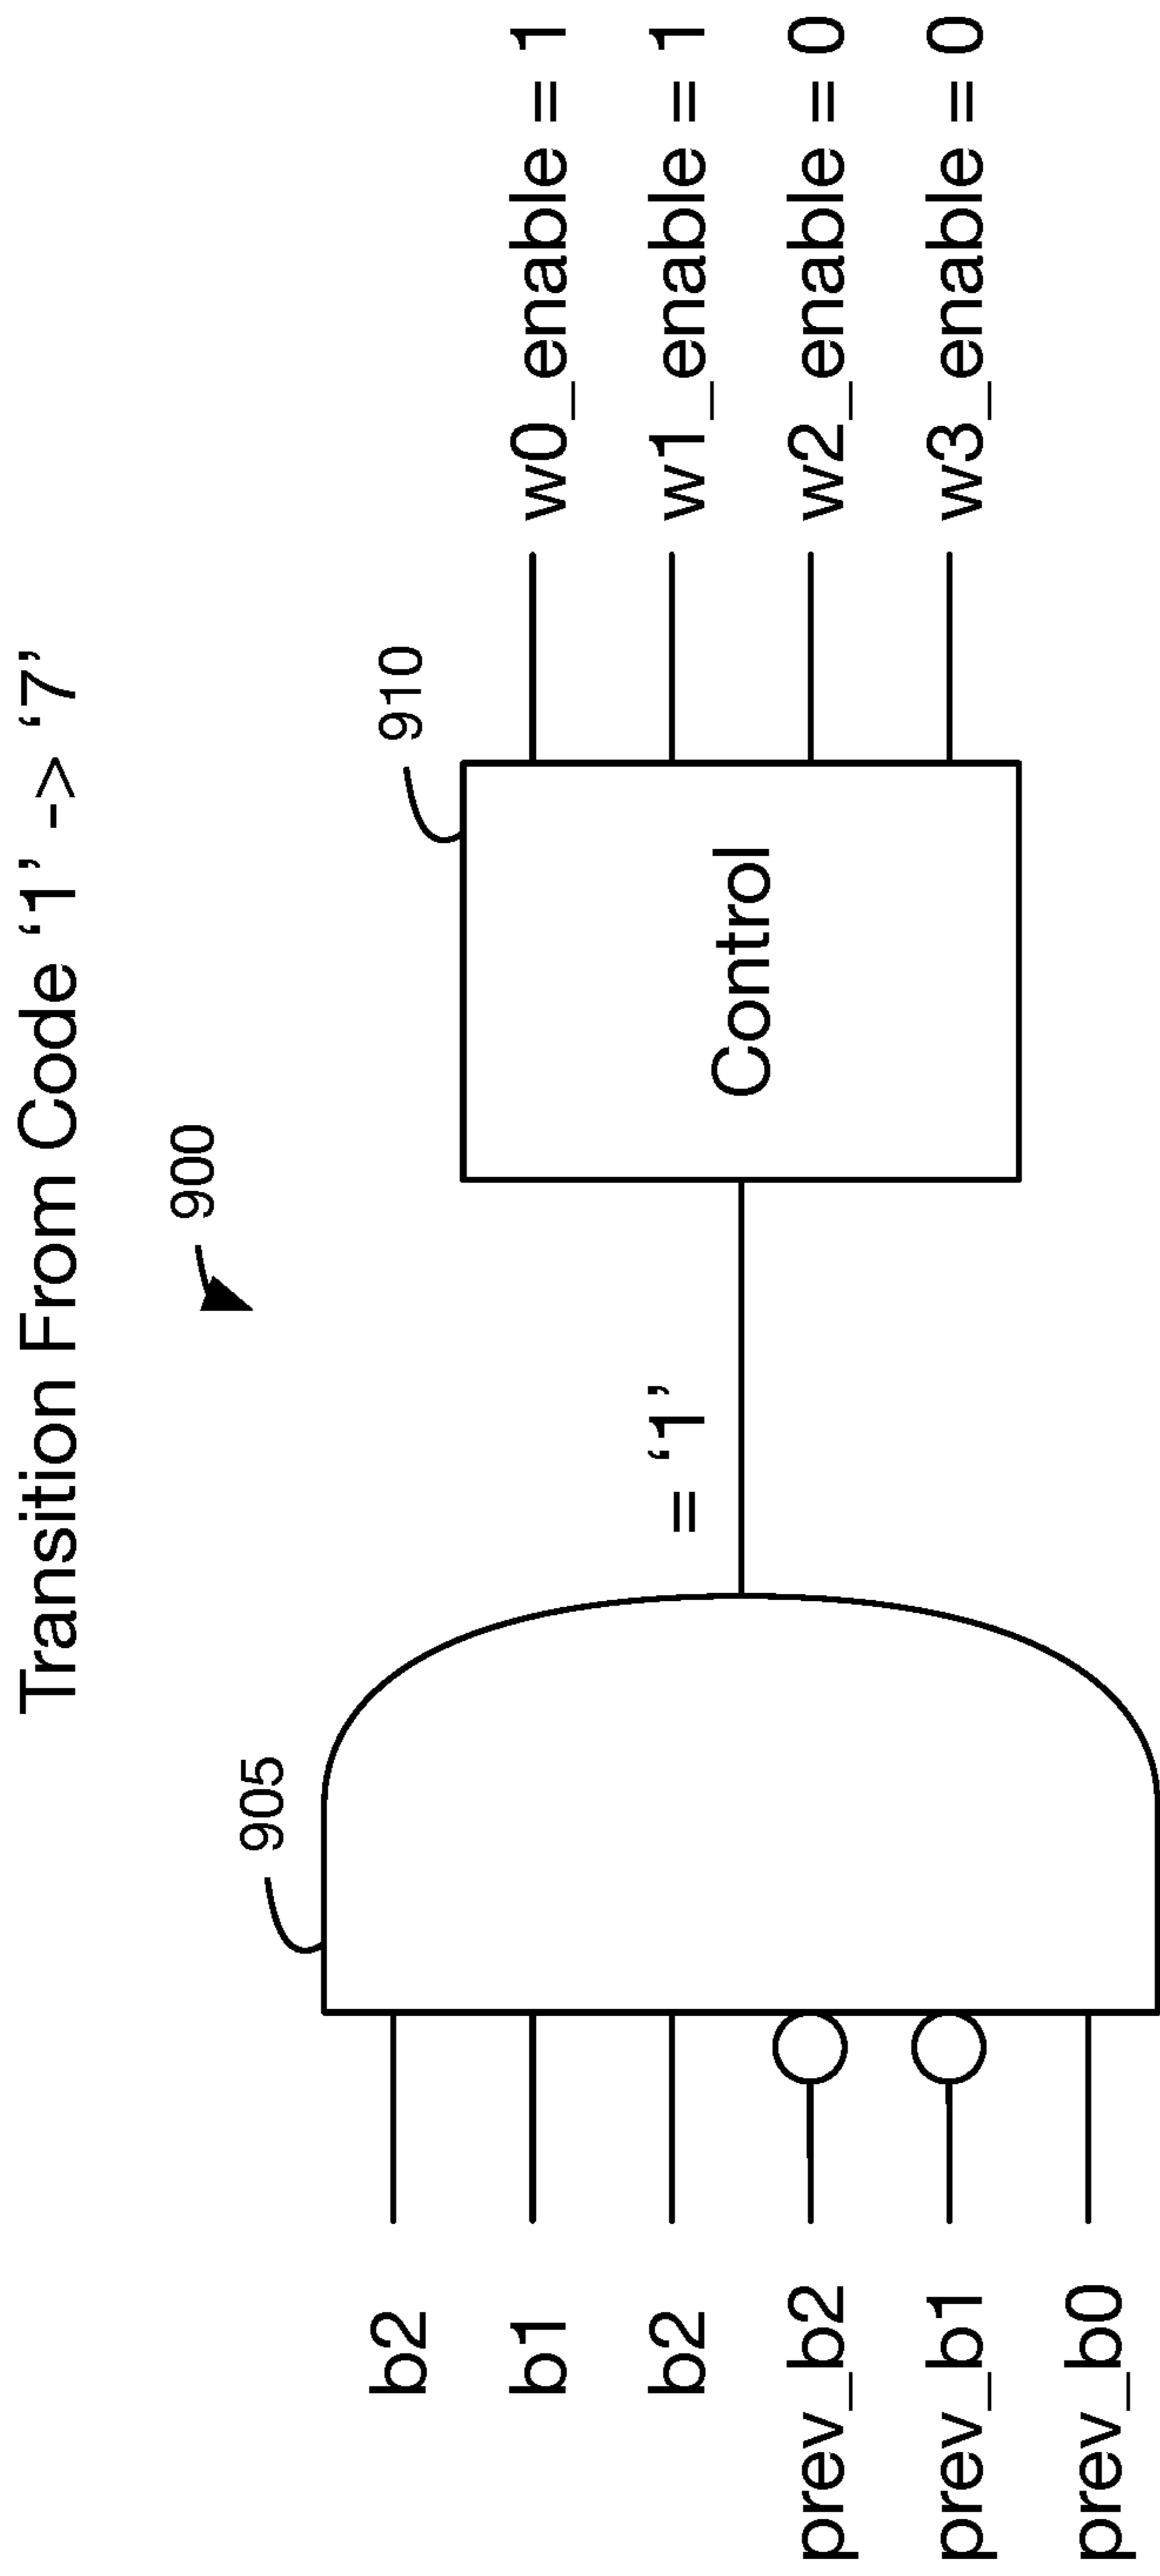 Transition From Code ‘1’ -> ‘7’
900
905
910
b2
b1
b2
prev_b2
prev_b1
prev_b0
= ‘1’
Control
w0_enable = 1
w1_enable = 1
w2_enable = 0
w3_enable = 0